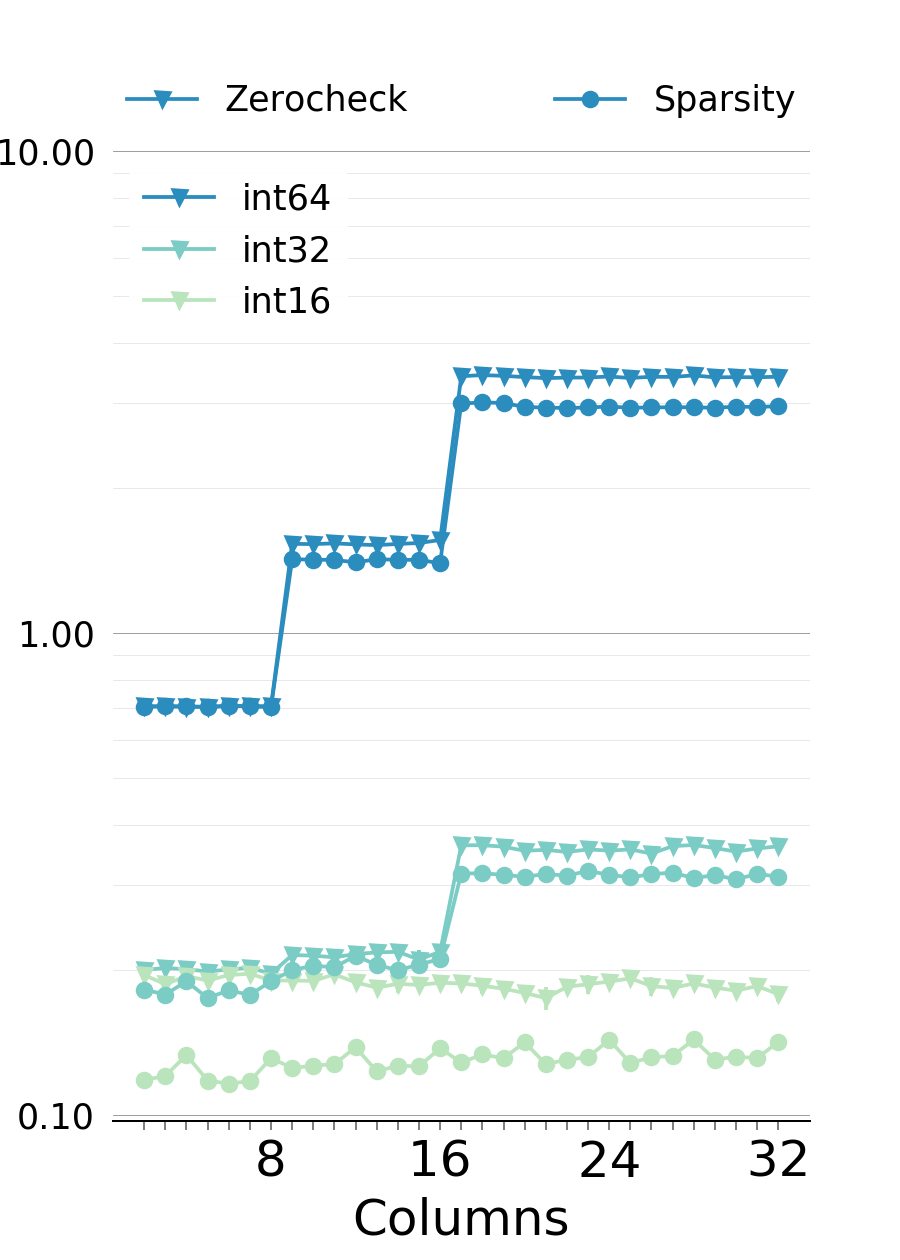 Zerocheck Sparsity
10.00
int64
int32
int16
1.00
0.10
8 16 24 32
Columns